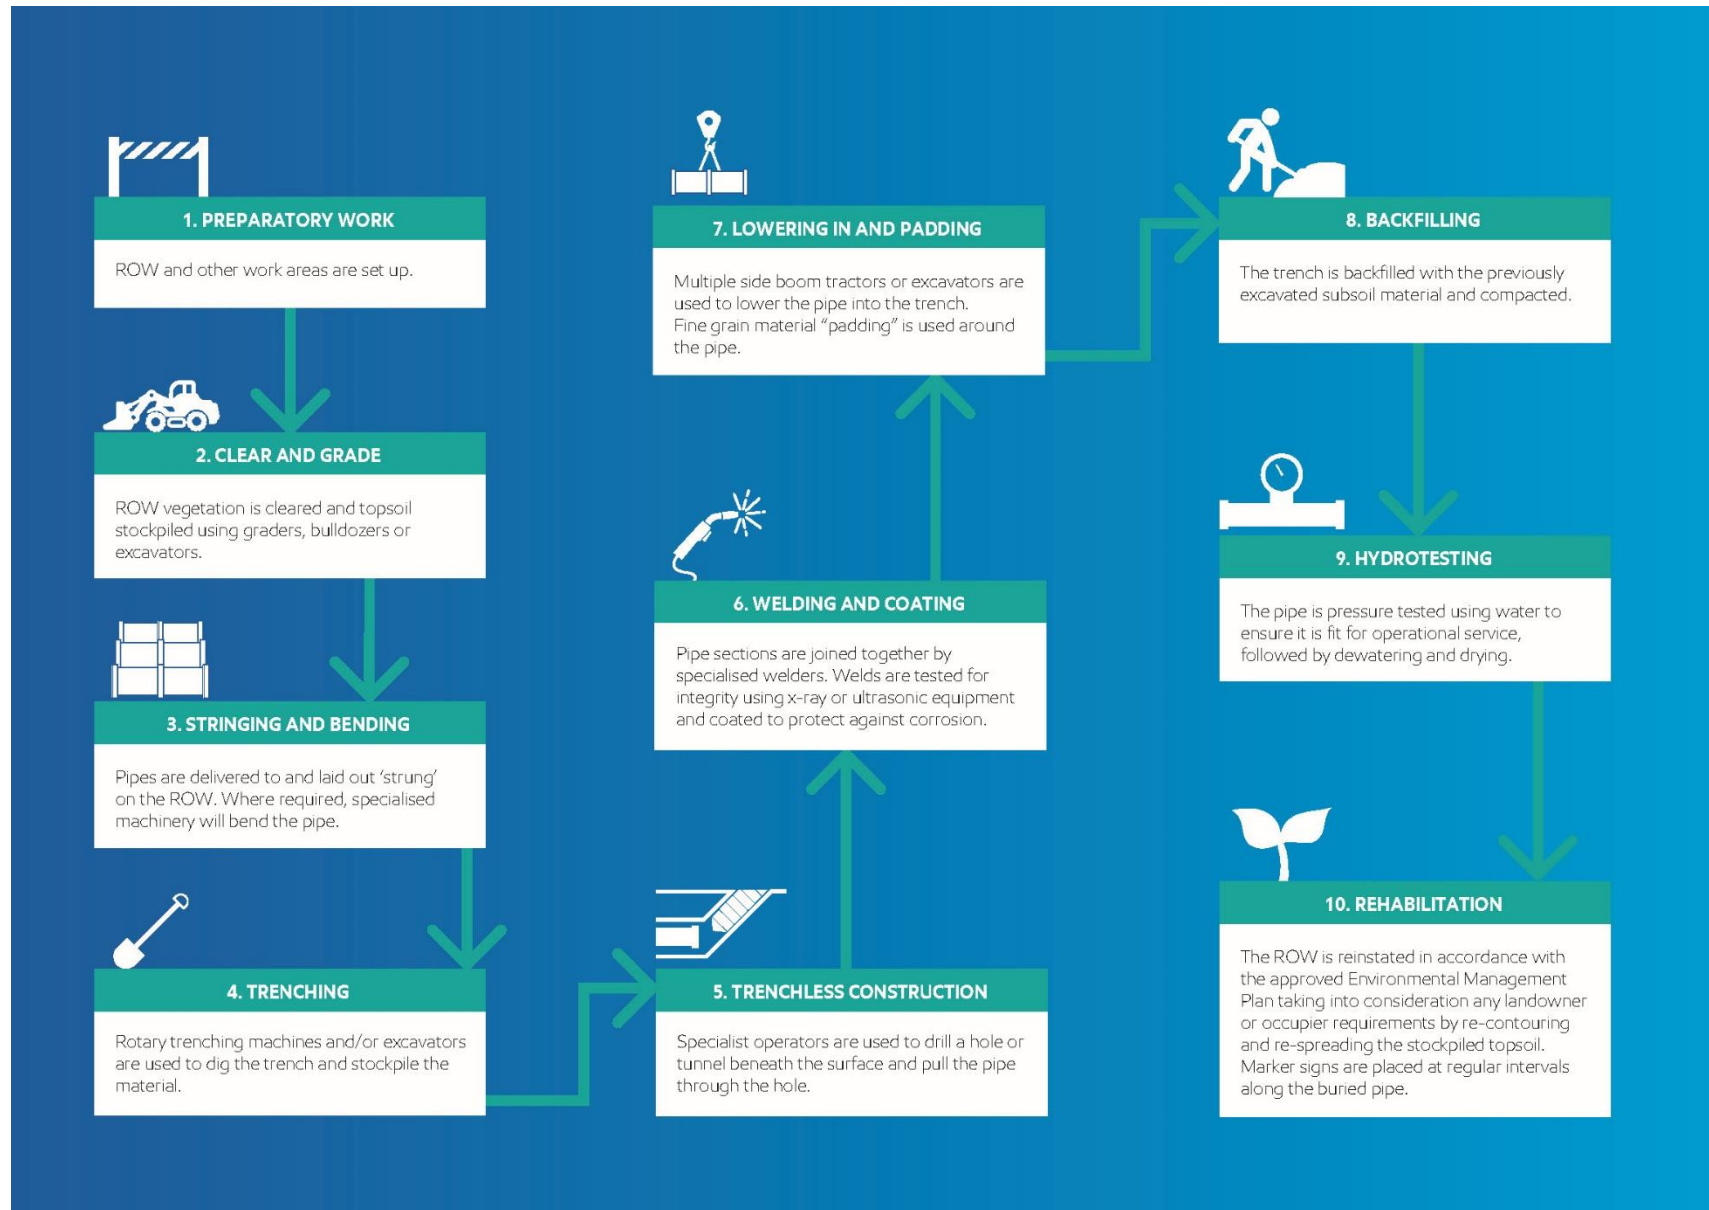 1. PREPARATORY WORK
ROW and other work areas are set up.
2. CLEAR AND GRADE
ROW vegetation is cleared and topsoil
stockpiled using graders, bulldozers or
excavators.
3. STRINGING AND BENDING
Pipes are delivered to and laid out ‘strung’
on the ROW. Where required, specialised
machinery will bend the pipe.
4. TRENCHING
Rotary trenching machines and/or excavators
are used to dig the trench and stockpile the
material.
5. TRENCHLESS CONSTRUCTION
Specialist operators are used to drill a hole or
tunnel beneath the surface and pull the pipe
through the hole.
6. WELDING AND COATING
Pipe sections are joined together by
specialised welders. Welds are tested for
integrity using x-ray or ultrasonic equipment
and coated to protect against corrosion.
7. LOWERING IN AND PADDING
Multiple side boom tractors or excavators are
used to lower the pipe into the trench.
Fine grain material “padding” is used around
the pipe.
8. BACKFILLING
The trench is backfilled with the previously
excavated subsoil material and compacted.
9. HYDROTESTING
The pipe is pressure tested using water to
ensure it is fit for operational service,
followed by dewatering and drying.
10. REHABILITATION
The ROW is reinstated in accordance with
the approved Environmental Management
Plan taking into consideration any landowner
or occupier requirements by re-contouring
and re-spreading the stockpiled topsoil.
Marker signs are placed at regular intervals
along the buried pipe.